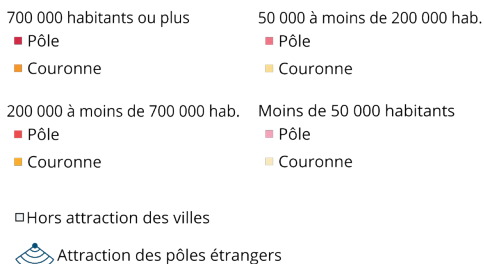 700 000 habitants ou plus
Pôle
Couronne
200 000 à moins de 700 000 hab.
Pôle
Couronne
50 000 à moins de 200 000 hab.
Pôle
Couronne
Moins de 50 000 habitants
Pôle
Couronne
Hors attraction des villes
Attraction des pôles étrangers